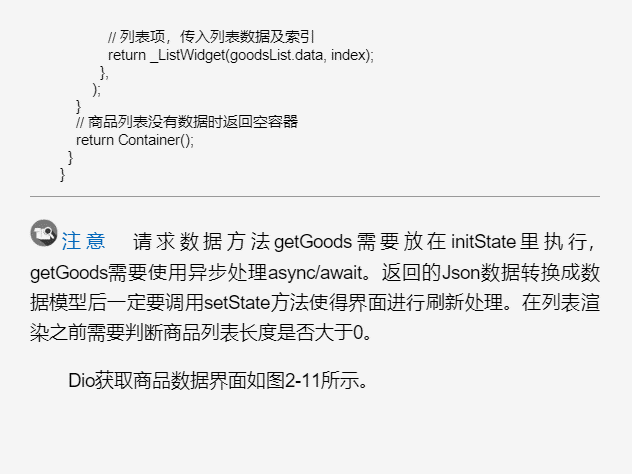 // 列表项，传入列表数据及索引
return _ListWidget(goodsList.data, index);
},
);
}
// 商品列表没有数据时返回空容器
return Container();
}
}
注意 请求数据方法getGoods需要放在initState里执行，
getGoods需要使用异步处理async/await。返回的Json数据转换成数
据模型后一定要调用setState方法使得界面进行刷新处理。在列表渲
染之前需要判断商品列表长度是否大于0。
Dio获取商品数据界面如图2-11所示。